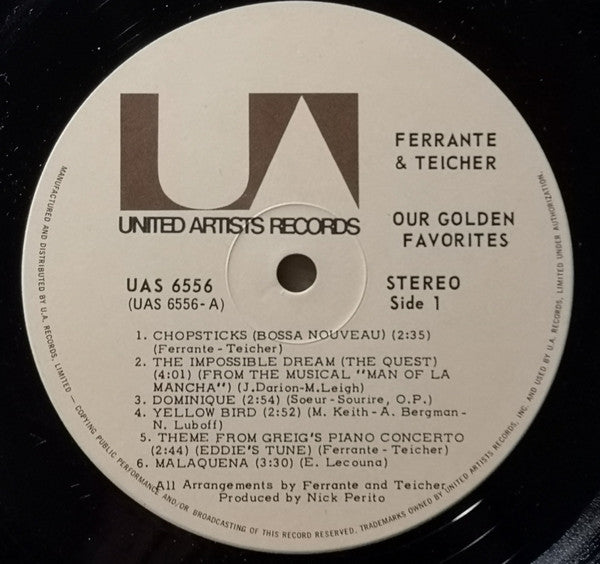 UA
UNITED ARTISTS RECORDS
FERRANTE
& TEICHER
OUR GOLDEN
FAVORITES
UAS 6556
(UAS 6556-A)
STEREO
Side 1
1. CHOPSTICKS (BOSSA NOUVEAU) (2:35)
(Ferrante - Teicher)
2. THE IMPOSSIBLE DREAM (THE QUEST)
(4:01) (FROM THE MUSICAL "MAN OF LA
MANCHA") (J.Darion-M.Leigh)
3. DOMINIQUE (2:54) (Soeur - Sourire, O.P.)
4. YELLOW BIRD (2:52) (M. Keith-A. Bergman-
N. Luboff)
5. THEME FROM GREIG'S PIANO CONCERTO
(2:44) (EDDIE'S TUNE) (Ferrante - Teicher)
6. MALAQUENA (3:30) (E. Lecouna)
All Arrangements by Ferrante and Teicher
Produced by Nick Perito
MANUFACTURED AND DISTRIBUTED BY U.A. RECORDS, LIMITED — COPYING PUBLIC PERFORMANCE AND/OR BROADCASTING OF THIS RECORD RESERVED. TRADEMARKS OWNED BY UNITED ARTISTS RECORDS, INC. AND USED BY U.A. RECORDS, LIMITED UNDER AUTHORIZATION.